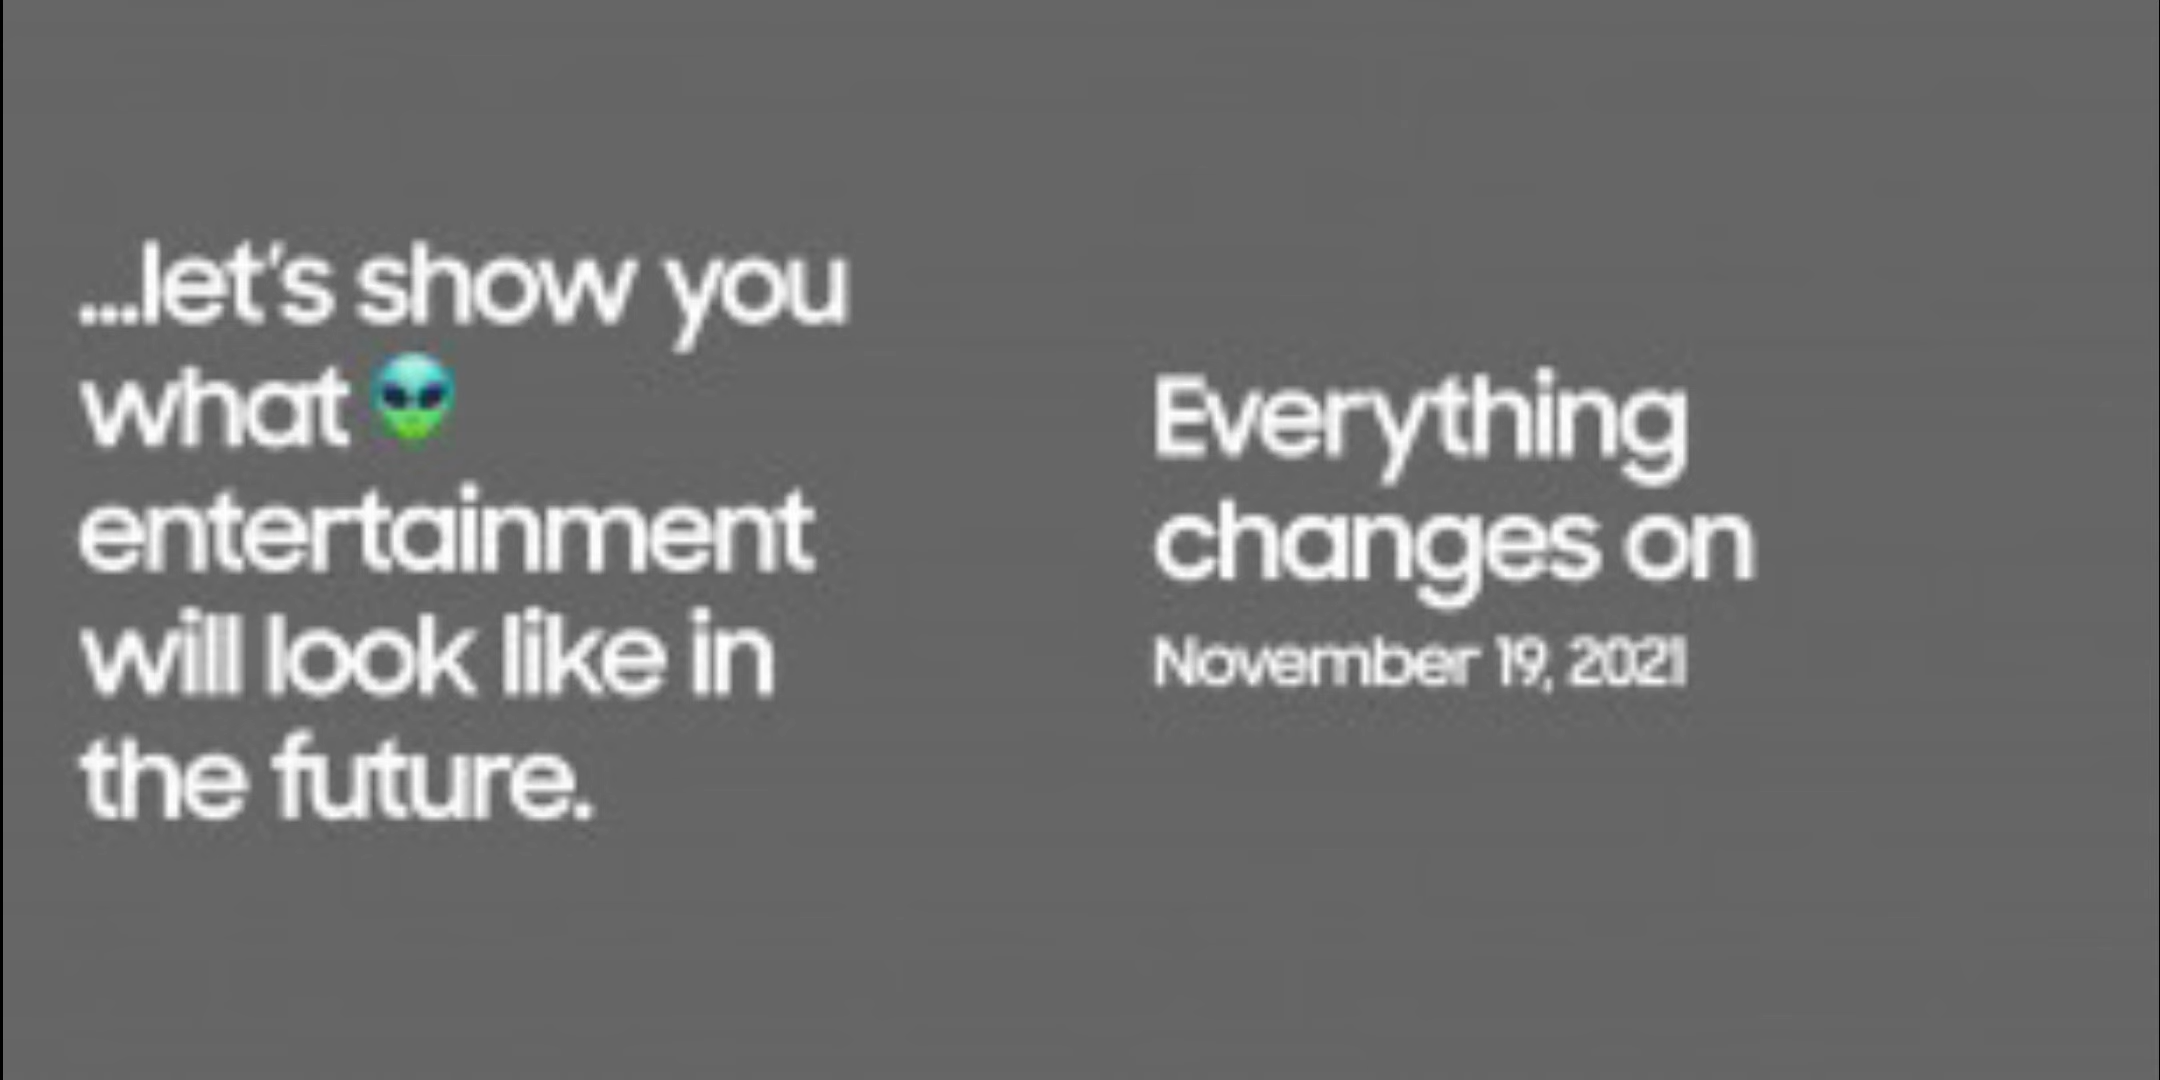 ...let's show you
what 👽
entertainment
will look like in
the future.
Everything
changes on
November 19, 2021